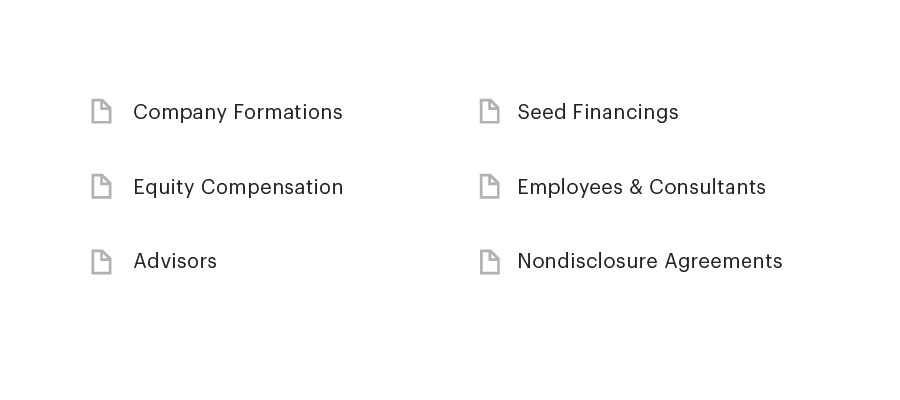 Company Formations
Seed Financings
Equity Compensation
Employees & Consultants
Advisors
Nondisclosure Agreements